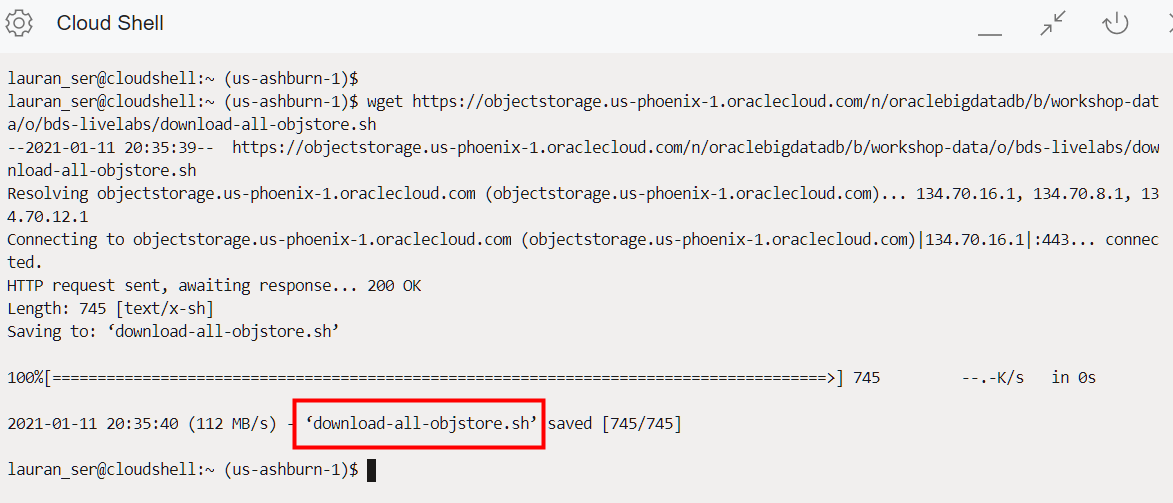 Cloud Shell
lauran_ser@cloudshell:~ (us-ashburn-1)$
lauran_ser@cloudshell:~ (us-ashburn-1)$ wget https://objectstorage.us-phoenix-1.oraclecloud.com/n/oraclebigdatadb/b/workshop-dat
a/o/bds-livelabs/download-all-objstore.sh
--2021-01-11 20:35:39--  https://objectstorage.us-phoenix-1.oraclecloud.com/n/oraclebigdatadb/b/workshop-data/o/bds-livelabs/dow
nload-all-objstore.sh
Resolving objectstorage.us-phoenix-1.oraclecloud.com (objectstorage.us-phoenix-1.oraclecloud.com)... 134.70.16.1, 134.70.8.1, 13
4.70.12.1
Connecting to objectstorage.us-phoenix-1.oraclecloud.com (objectstorage.us-phoenix-1.oraclecloud.com)|134.70.16.1|:443... connec
ted.
HTTP request sent, awaiting response... 200 OK
Length: 745 [text/x-sh]
Saving to: ‘download-all-objstore.sh’
100%[======================================================================================>] 745         --.-K/s   in 0s
2021-01-11 20:35:40 (112 MB/s) - ‘download-all-objstore.sh’ saved [745/745]
lauran_ser@cloudshell:~ (us-ashburn-1)$